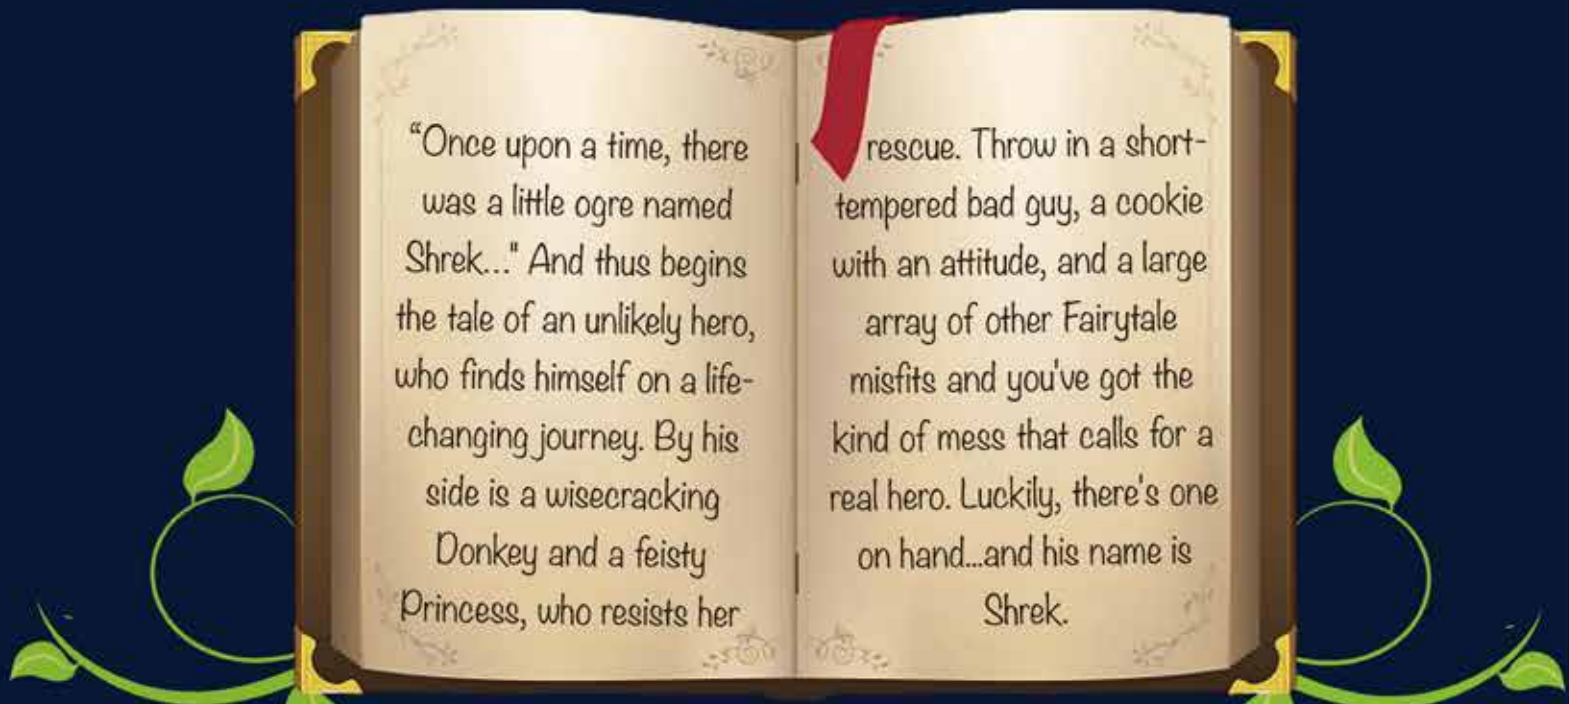 “Once upon a time, there
was a little ogre named
Shrek..." And thus begins
the tale of an unlikely hero,
who finds himself on a life-
changing journey. By his
side is a wisecracking
Donkey and a feisty
Princess, who resists her
rescue. Throw in a short-
tempered bad guy, a cookie
with an attitude, and a large
array of other Fairytale
misfits and you've got the
kind of mess that calls for a
real hero. Luckily, there's one
on hand...and his name is
Shrek.